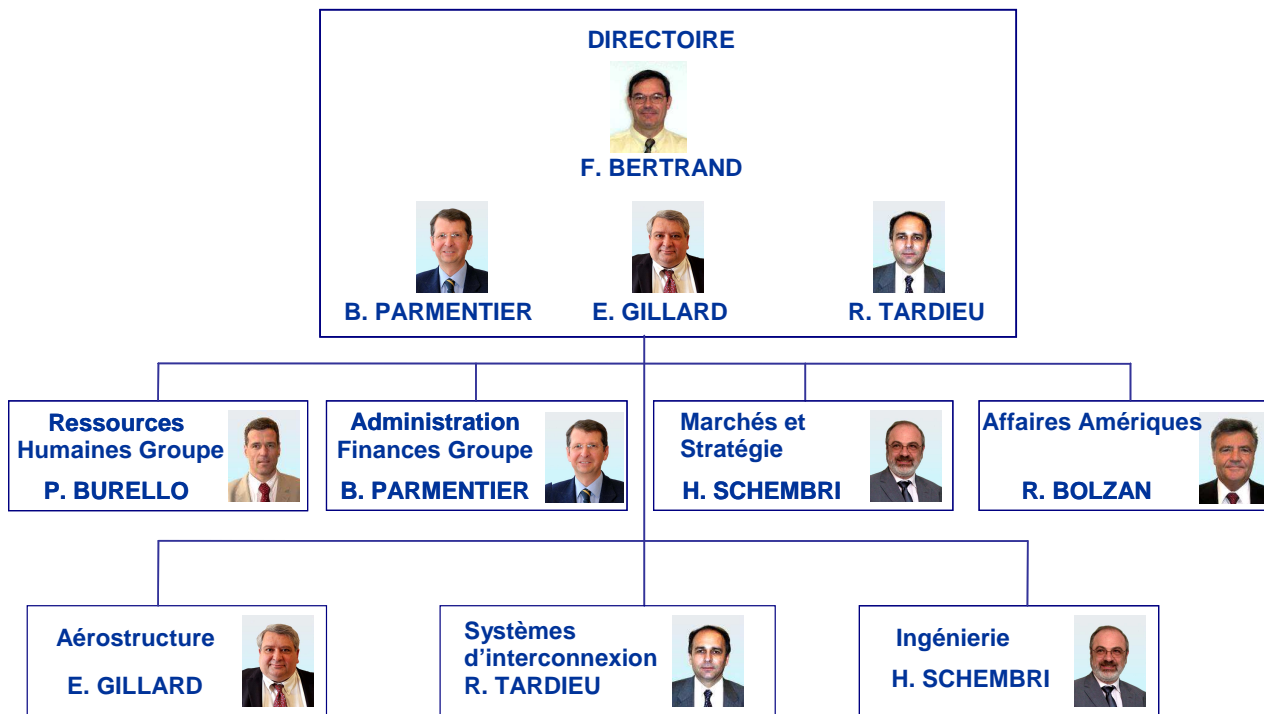 DIRECTOIRE
F. BERTRAND
B. PARMENTIER
E. GILLARD
R. TARDIEU
Ressources
Humaines Groupe
P. BURELLO
Administration
Finances Groupe
B. PARMENTIER
Marchés et
Stratégie
H. SCHEMBRI
Affaires Amériques
R. BOLZAN
Aérostructure
E. GILLARD
Systèmes
d’interconnexion
R. TARDIEU
Ingénierie
H. SCHEMBRI